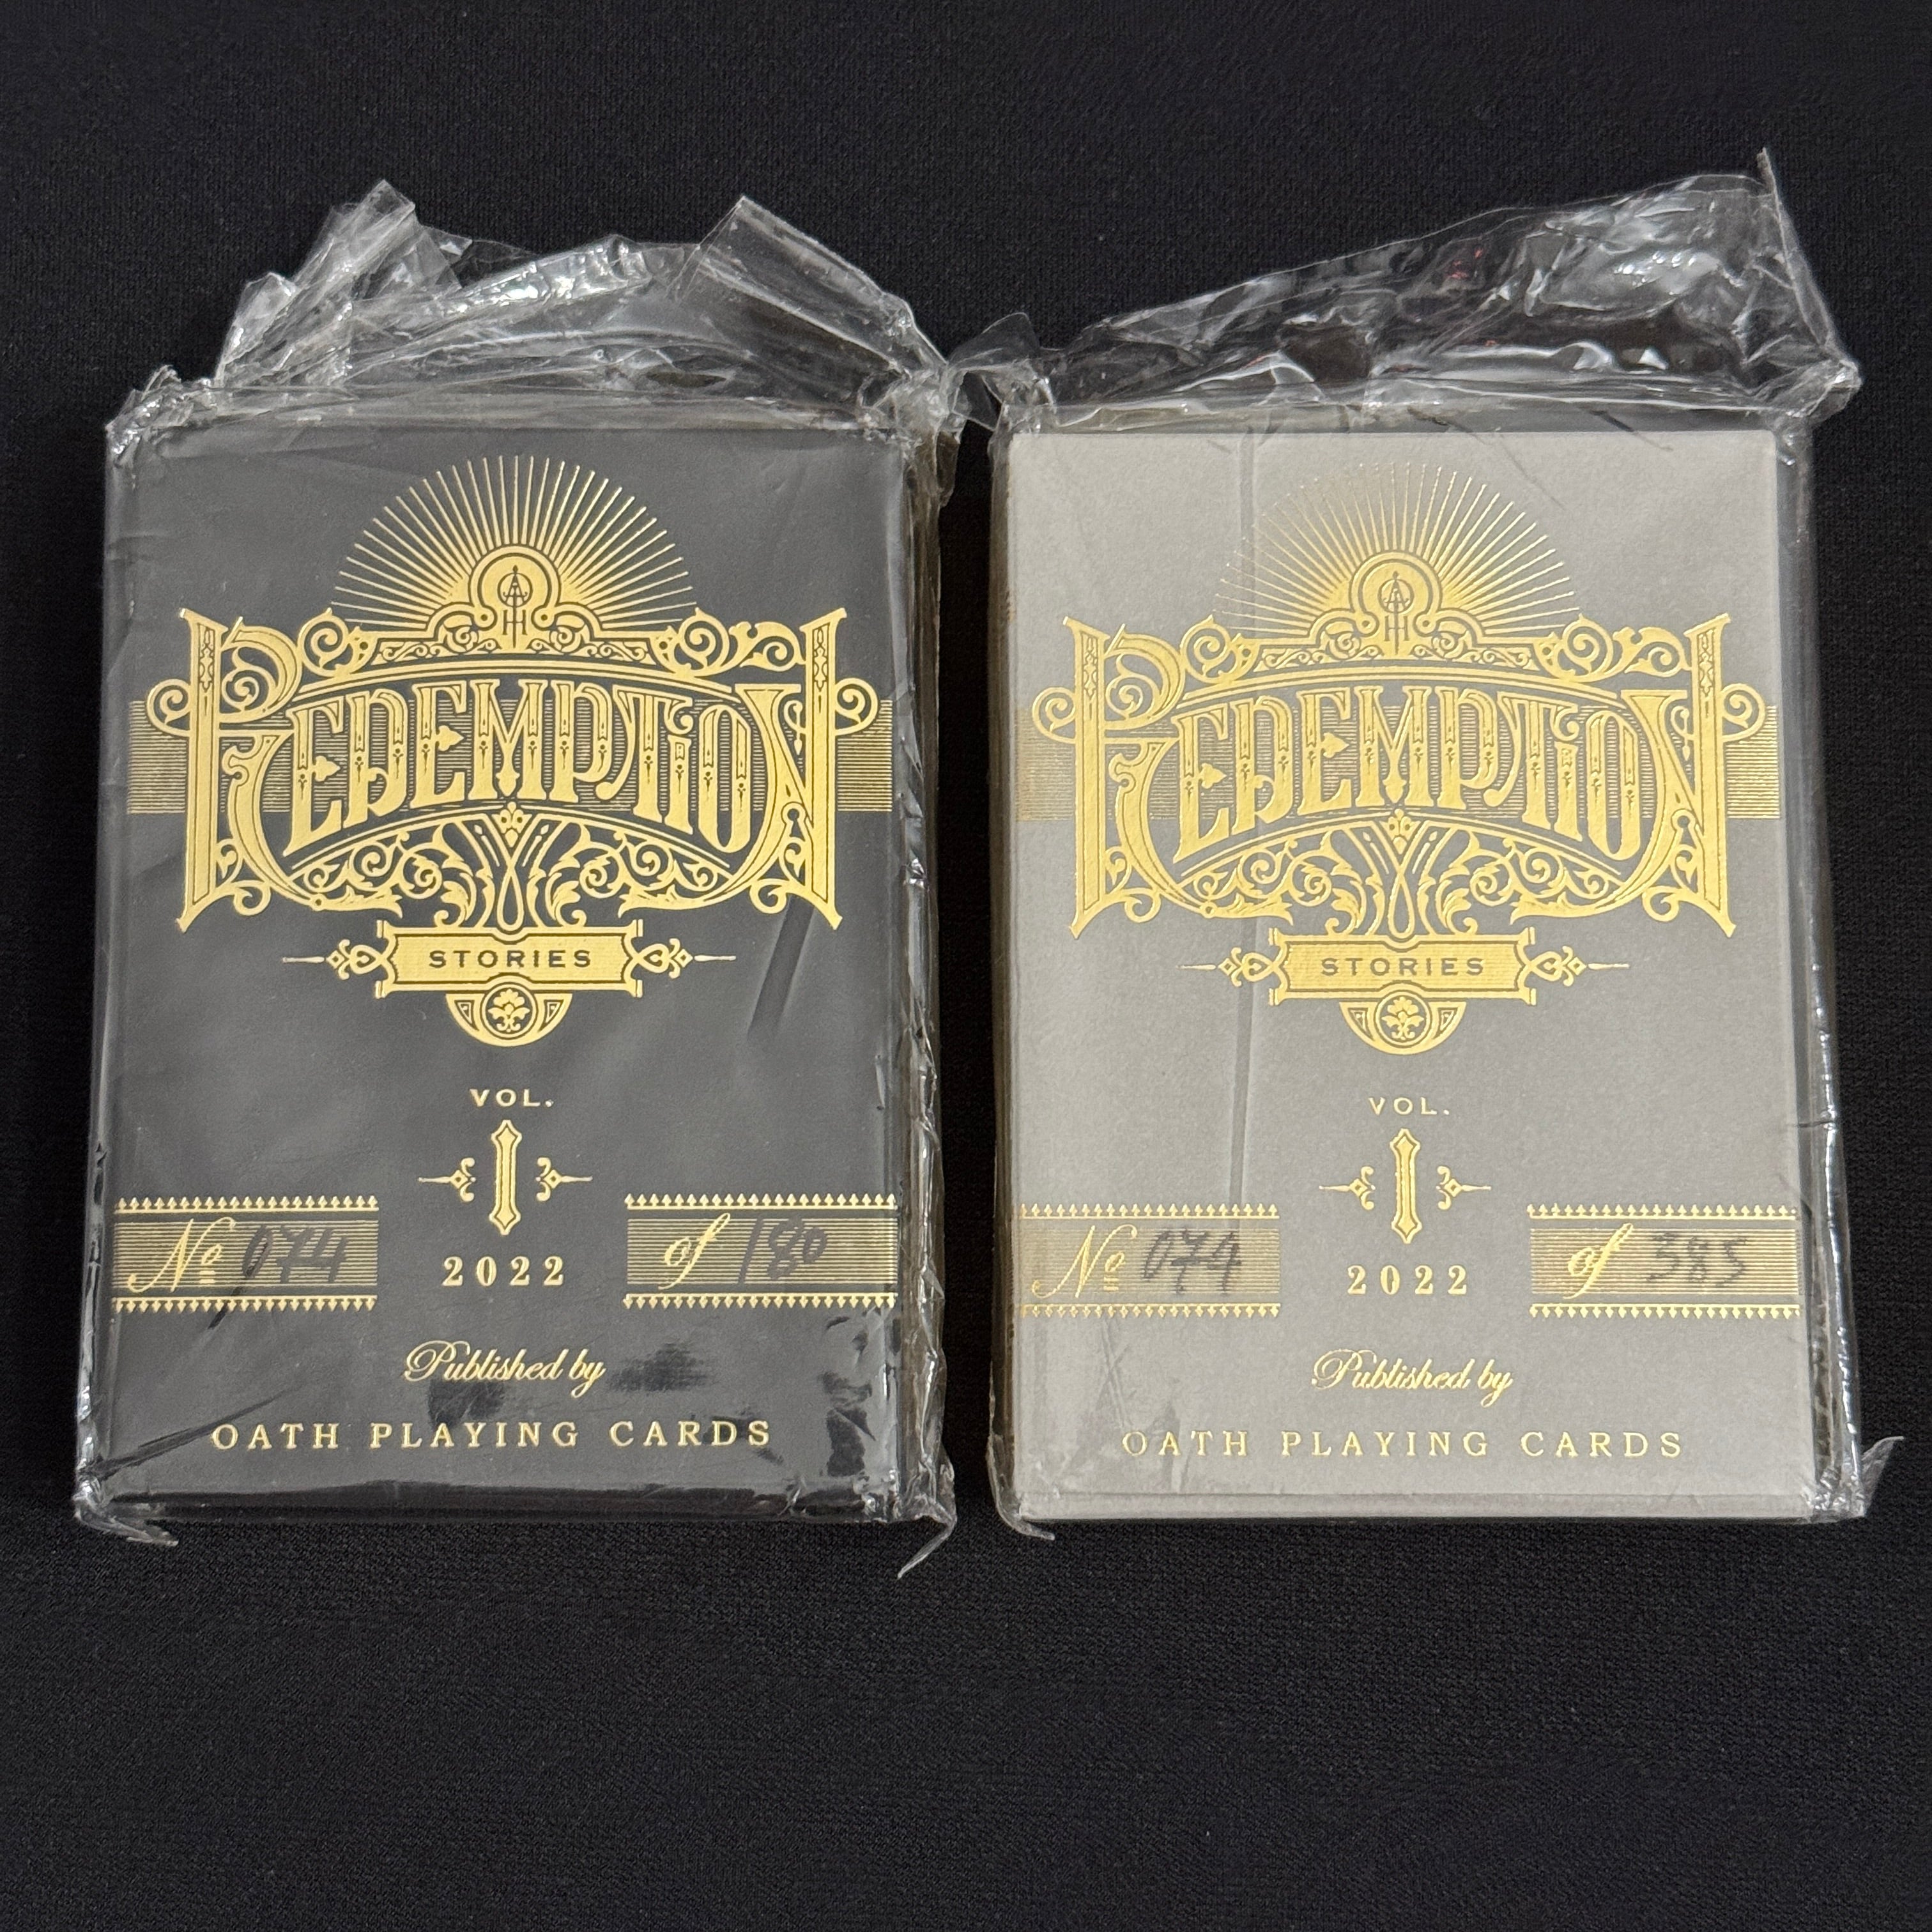 REDEMPTION
STORIES
VOL.
I
No 074
2022
of 180
Published by
OATH PLAYING CARDS
REDEMPTION
STORIES
VOL.
I
No 074
2022
of 385
Published by
OATH PLAYING CARDS